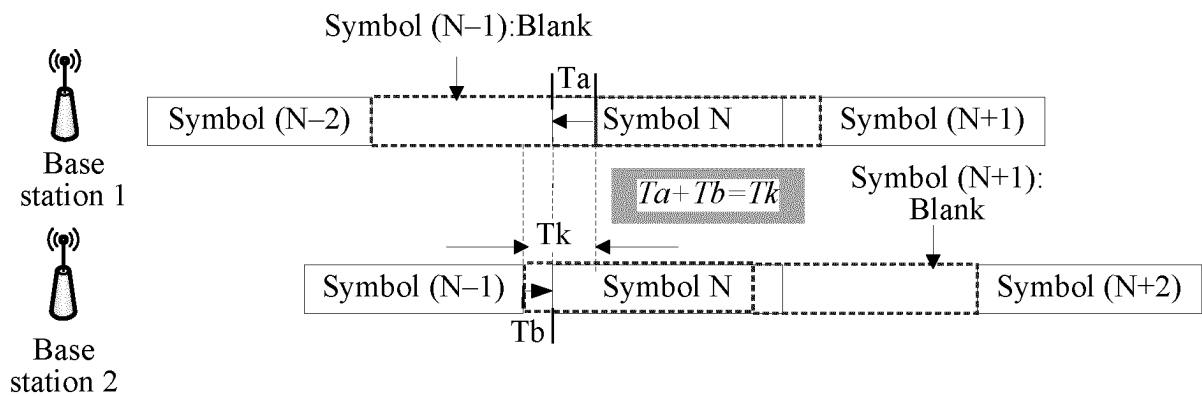 Symbol (N–1):Blank
Ta
Symbol (N–2)
Symbol N
Symbol (N+1)
Base
station 1
Ta+Tb=Tk
Symbol (N+1):
Blank
Tk
Symbol (N–1)
Symbol N
Symbol (N+2)
Tb
Base
station 2